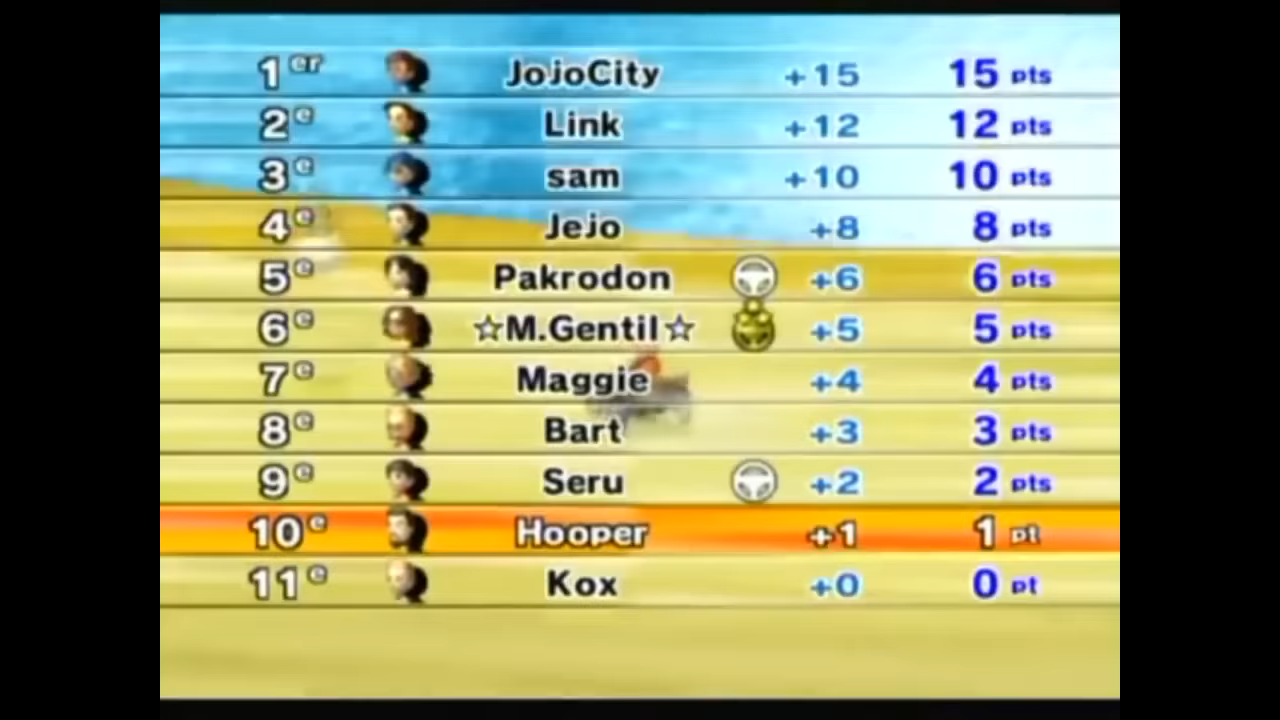 1er JoJoCity +15 15 pts
2e Link +12 12 pts
3e sam +10 10 pts
4e Jejo +8 8 pts
5e Pakrodon +6 6 pts
6e ☆M.Gentil☆ +5 5 pts
7e Maggie +4 4 pts
8e Bart +3 3 pts
9e Seru +2 2 pts
10e Hooper +1 1 pt
11e Kox +0 0 pt